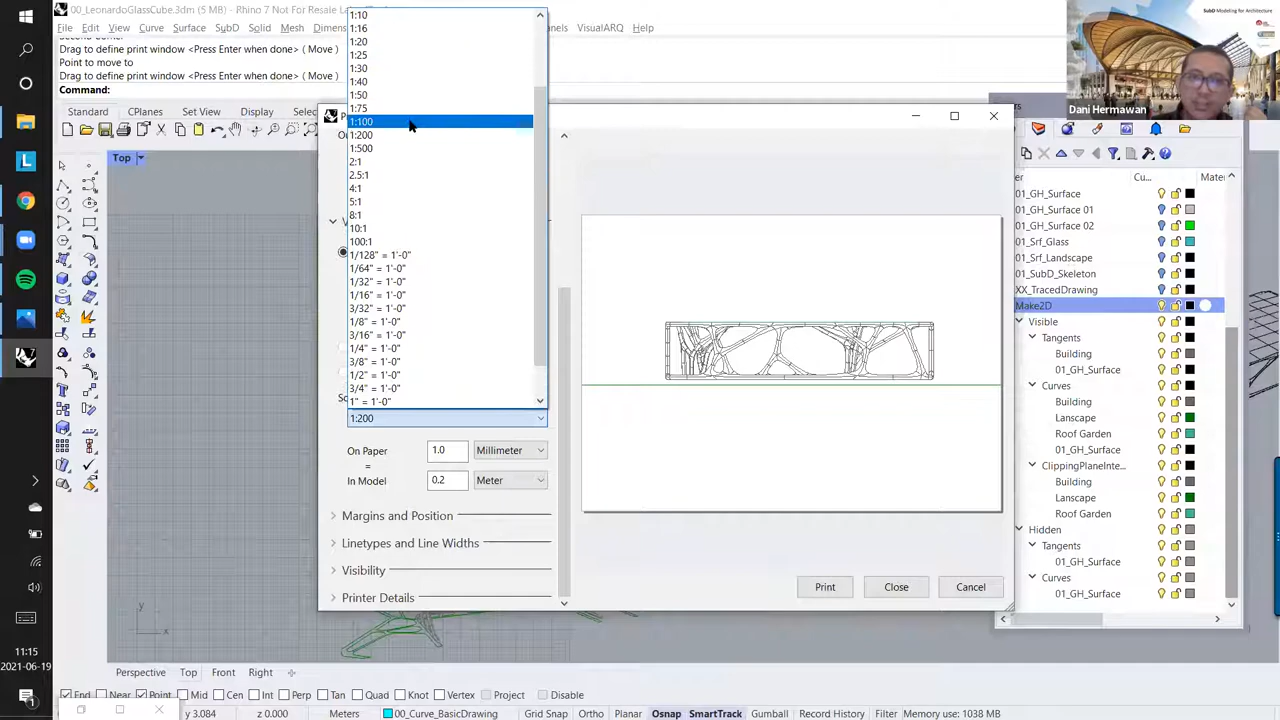 00_LeonardoGlassCube.3dm (5 MB) - Rhino 7 Not For Resale La
File Edit View Curve Surface SubD Solid Mesh Dimens
nels VisualARQ Help
Drag to define print window <Press Enter when done> ( Move )
Point to move to
Drag to define print window <Press Enter when done> ( Move )
Command:
Standard CPlanes Set View Display
1:10
1:16
1:20
1:25
1:30
1:40
1:50
1:75
1:100
1:200
1:500
2:1
2.5:1
4:1
5:1
8:1
10:1
100:1
1/128" = 1'-0"
1/64" = 1'-0"
1/32" = 1'-0"
1/16" = 1'-0"
3/32" = 1'-0"
1/8" = 1'-0"
3/16" = 1'-0"
1/4" = 1'-0"
3/8" = 1'-0"
1/2" = 1'-0"
3/4" = 1'-0"
1" = 1'-0"
1:200
On Paper 1.0 Millimeter
=
In Model 0.2 Meter
Margins and Position
Linetypes and Line Widths
Visibility
Printer Details
Print Close Cancel
SubD Modeling for Architecture
Dani Hermawan
ers
er Cu... Mater
01_GH_Surface
01_GH_Surface 01
01_GH_Surface 02
01_Srf_Glass
01_Srf_Landscape
01_SubD_Skeleton
XX_TracedDrawing
Make2D
Visible
Tangents
Building
01_GH_Surface
Curves
Building
Lanscape
Roof Garden
01_GH_Surface
ClippingPlaneInte...
Building
Lanscape
Roof Garden
Hidden
Tangents
01_GH_Surface
Curves
01_GH_Surface
Top
y
x
Perspective Top Front Right
End Near Point Mid Cen Int Perp Tan Quad Knot Vertex Project Disable
y 3.084 z 0.000 Meters 00_Curve_BasicDrawing Grid Snap Ortho Planar Osnap SmartTrack Gumball Record History Filter Memory use: 1038 MB
L
11:15
2021-06-19
1